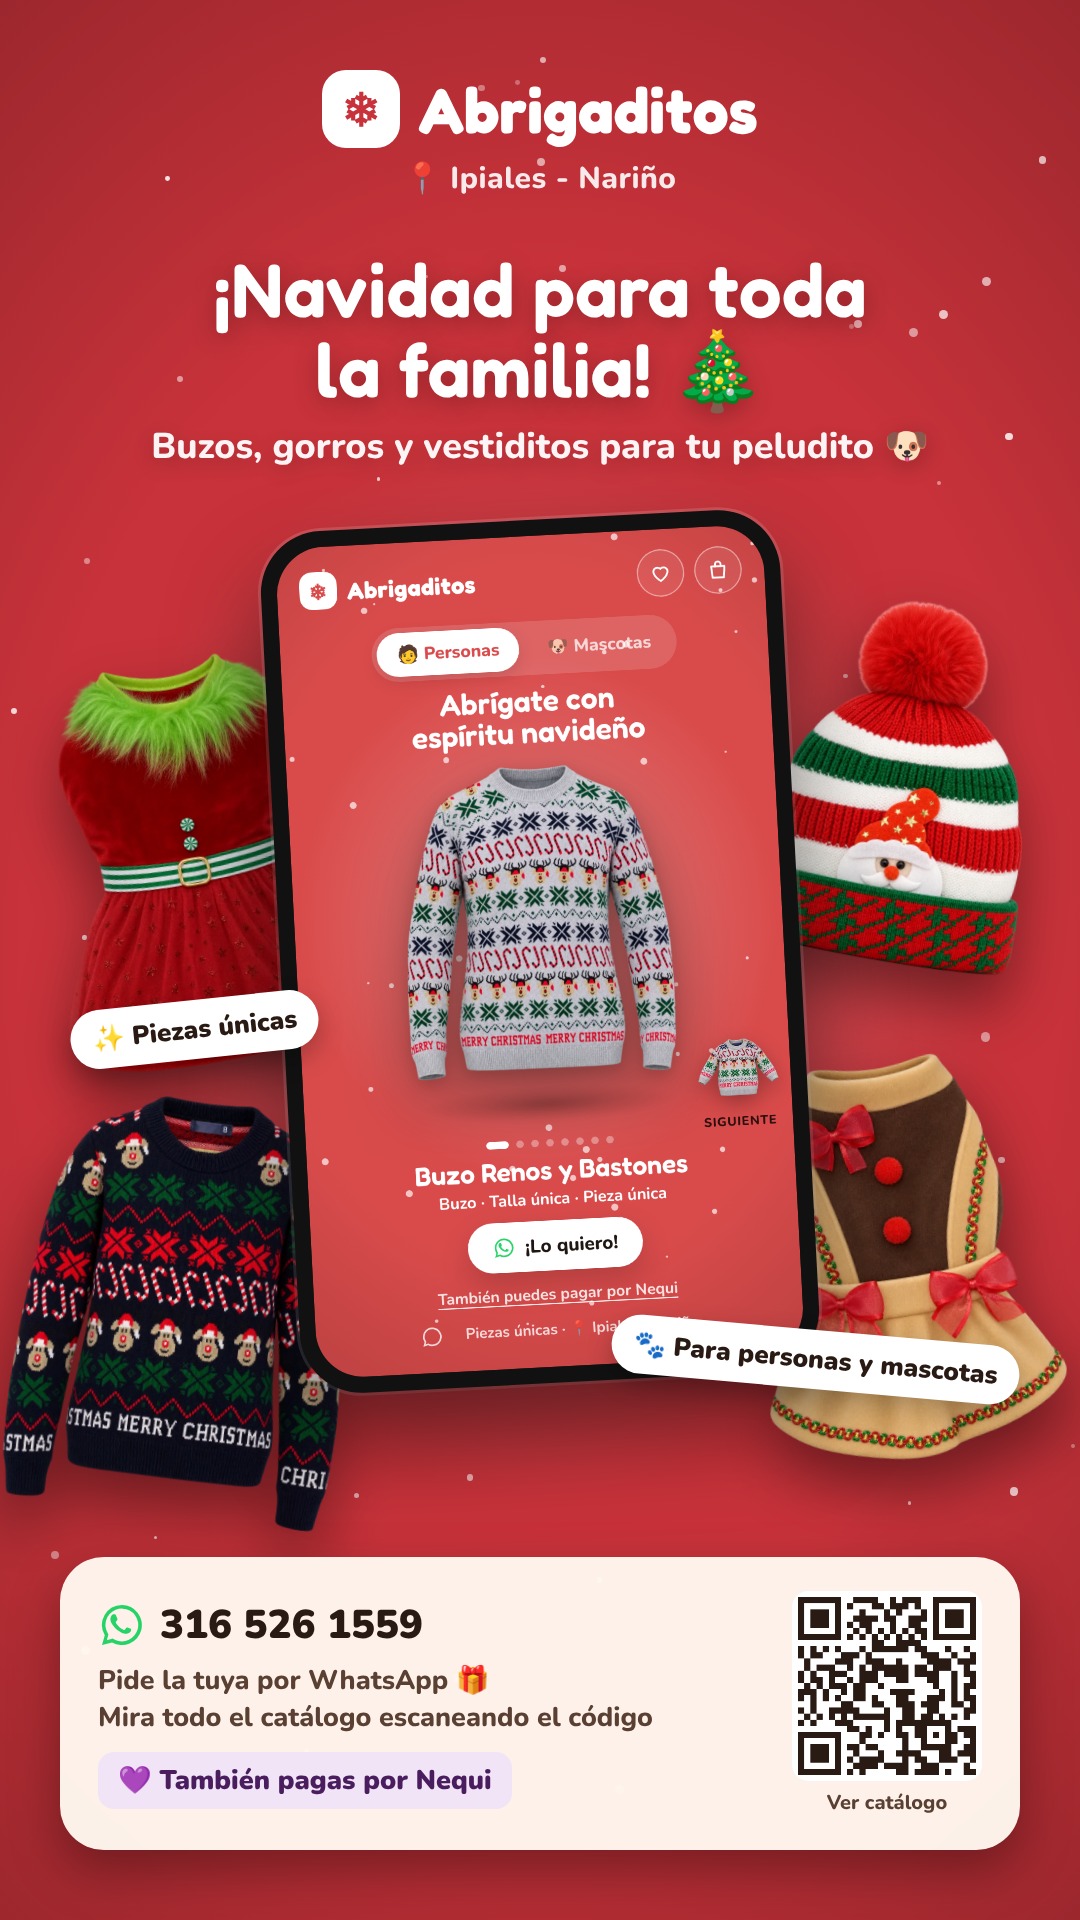 Abrigaditos
📍 Ipiales - Nariño
¡Navidad para toda
la familia! 🎄
Buzos, gorros y vestiditos para tu peludito 🐶
Abrigaditos
🧑 Personas
🐶 Mascotas
Abrígate con
espíritu navideño
MERRY CHRISTMAS MERRY CHRISTMAS
SIGUIENTE
Buzo Renos y Bastones
Buzo · Talla única · Pieza única
¡Lo quiero!
También puedes pagar por Nequi
Piezas únicas · 📍
✨ Piezas únicas
🐾 Para personas y mascotas
STMAS
STMAS MERRY CHRISTMAS
CHRI
316 526 1559
Pide la tuya por WhatsApp 🎁
Mira todo el catálogo escaneando el código
💜 También pagas por Nequi
Ver catálogo